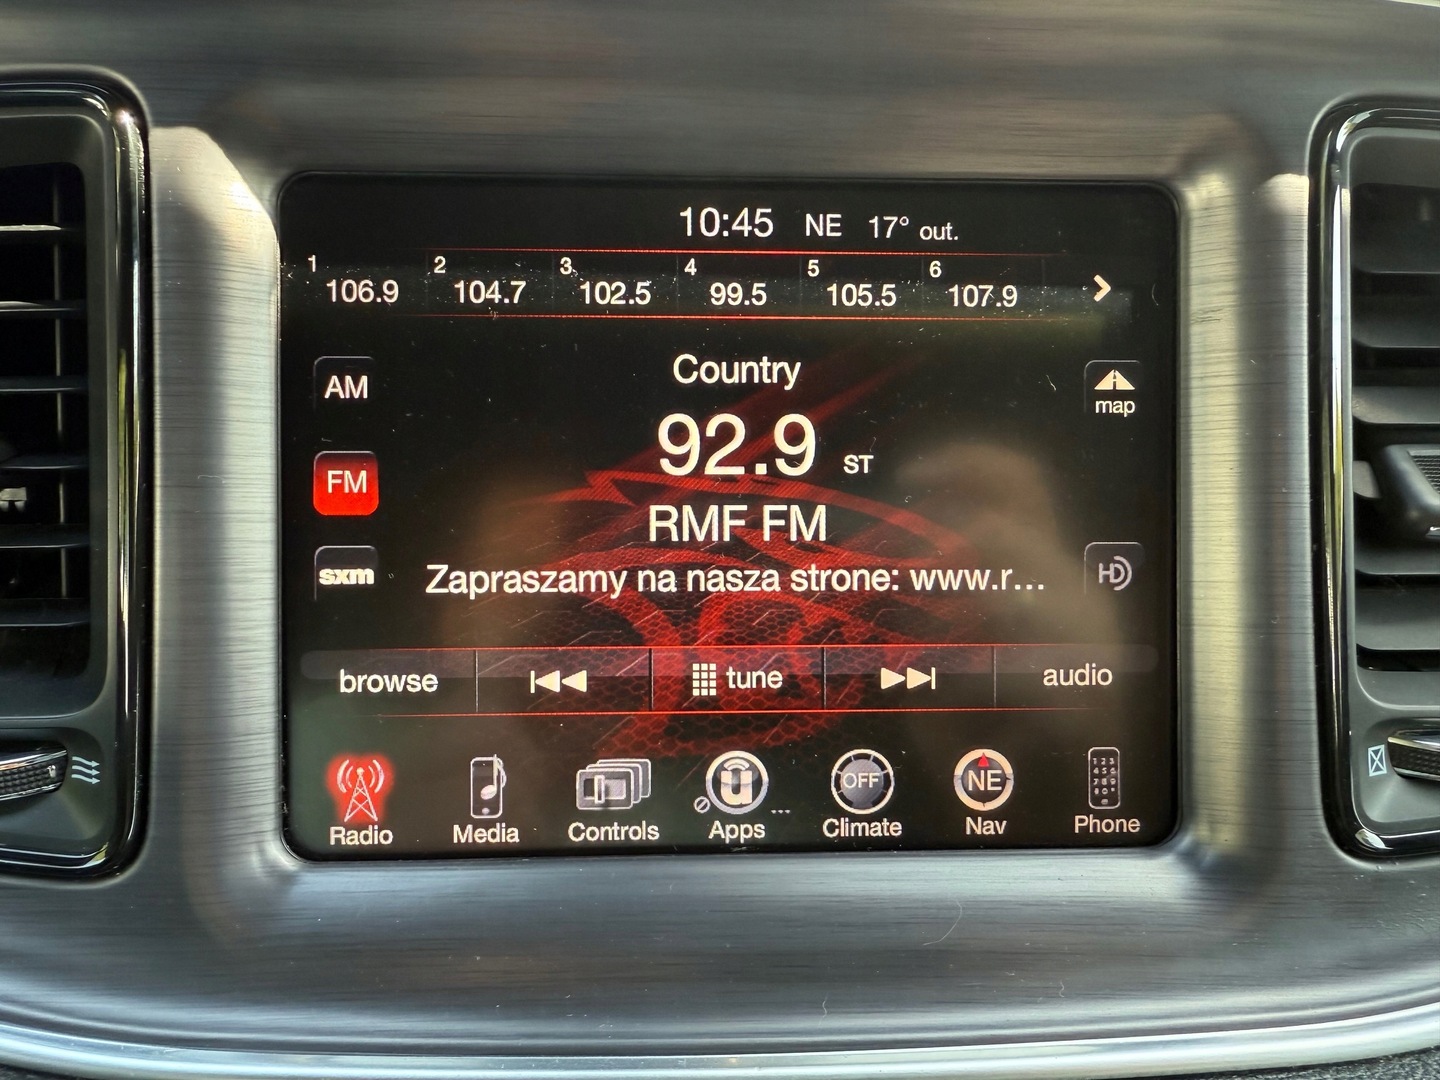 10:45 NE 17° out.
1 2 3 4 5 6
106.9 104.7 102.5 99.5 105.5 107.9
Country
AM
map
92.9 ST
FM
RMF FM
sxm
Zapraszamy na nasza strone: www.r...
HD
browse tune audio
OFF NE
Radio Media Controls Apps ... Climate Nav Phone